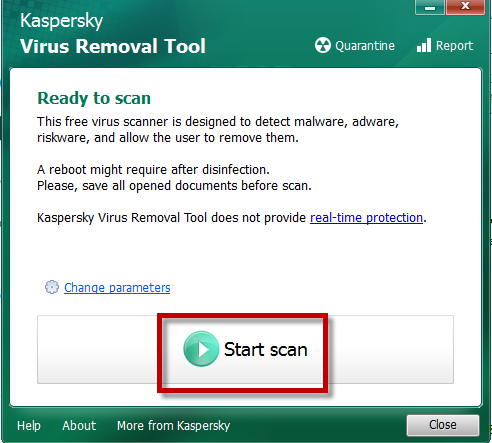 Kaspersky
Virus Removal Tool
Quarantine
Report
Ready to scan
This free virus scanner is designed to detect malware, adware,
riskware, and allow the user to remove them.
A reboot might require after disinfection.
Please, save all opened documents before scan.
Kaspersky Virus Removal Tool does not provide real-time protection.
Change parameters
Start scan
Help About More from Kaspersky Close